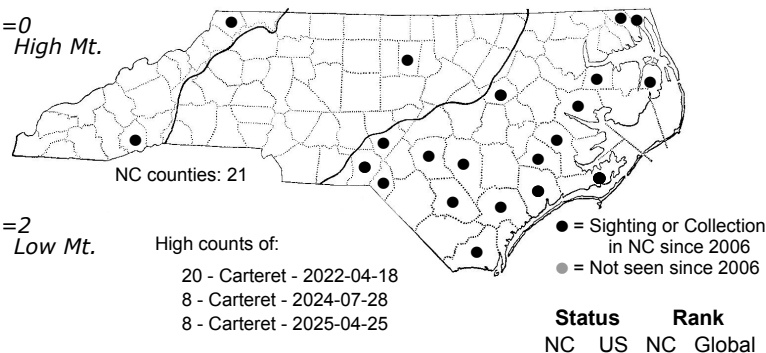 =0
High Mt.
NC counties: 21
=2
Low Mt.
High counts of:
20 - Carteret - 2022-04-18
8 - Carteret - 2024-07-28
8 - Carteret - 2025-04-25
● = Sighting or Collection
in NC since 2006
● = Not seen since 2006
Status Rank
NC US NC Global